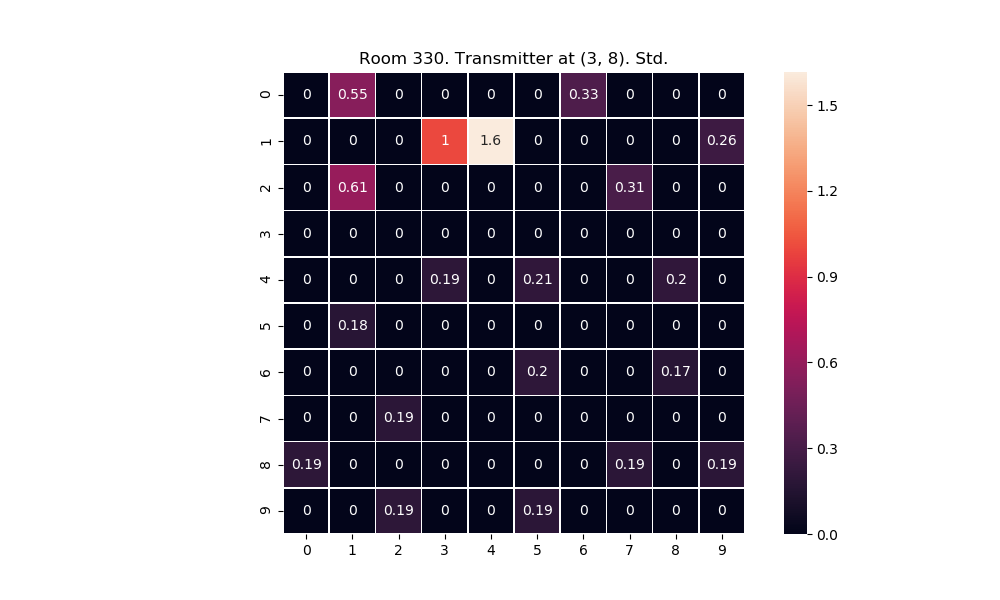 Room 330. Transmitter at (3, 8). Std.
0 0 0.55 0 0 0 0 0.33 0 0 0
1 0 0 0 1 1.6 0 0 0 0 0.26
2 0 0.61 0 0 0 0 0 0.31 0 0
3 0 0 0 0 0 0 0 0 0 0
4 0 0 0 0.19 0 0.21 0 0 0.2 0
5 0 0.18 0 0 0 0 0 0 0 0
6 0 0 0 0 0 0.2 0 0 0.17 0
7 0 0 0.19 0 0 0 0 0 0 0
8 0.19 0 0 0 0 0 0 0.19 0 0.19
9 0 0 0.19 0 0 0.19 0 0 0 0
0 1 2 3 4 5 6 7 8 9
1.5
1.2
0.9
0.6
0.3
0.0